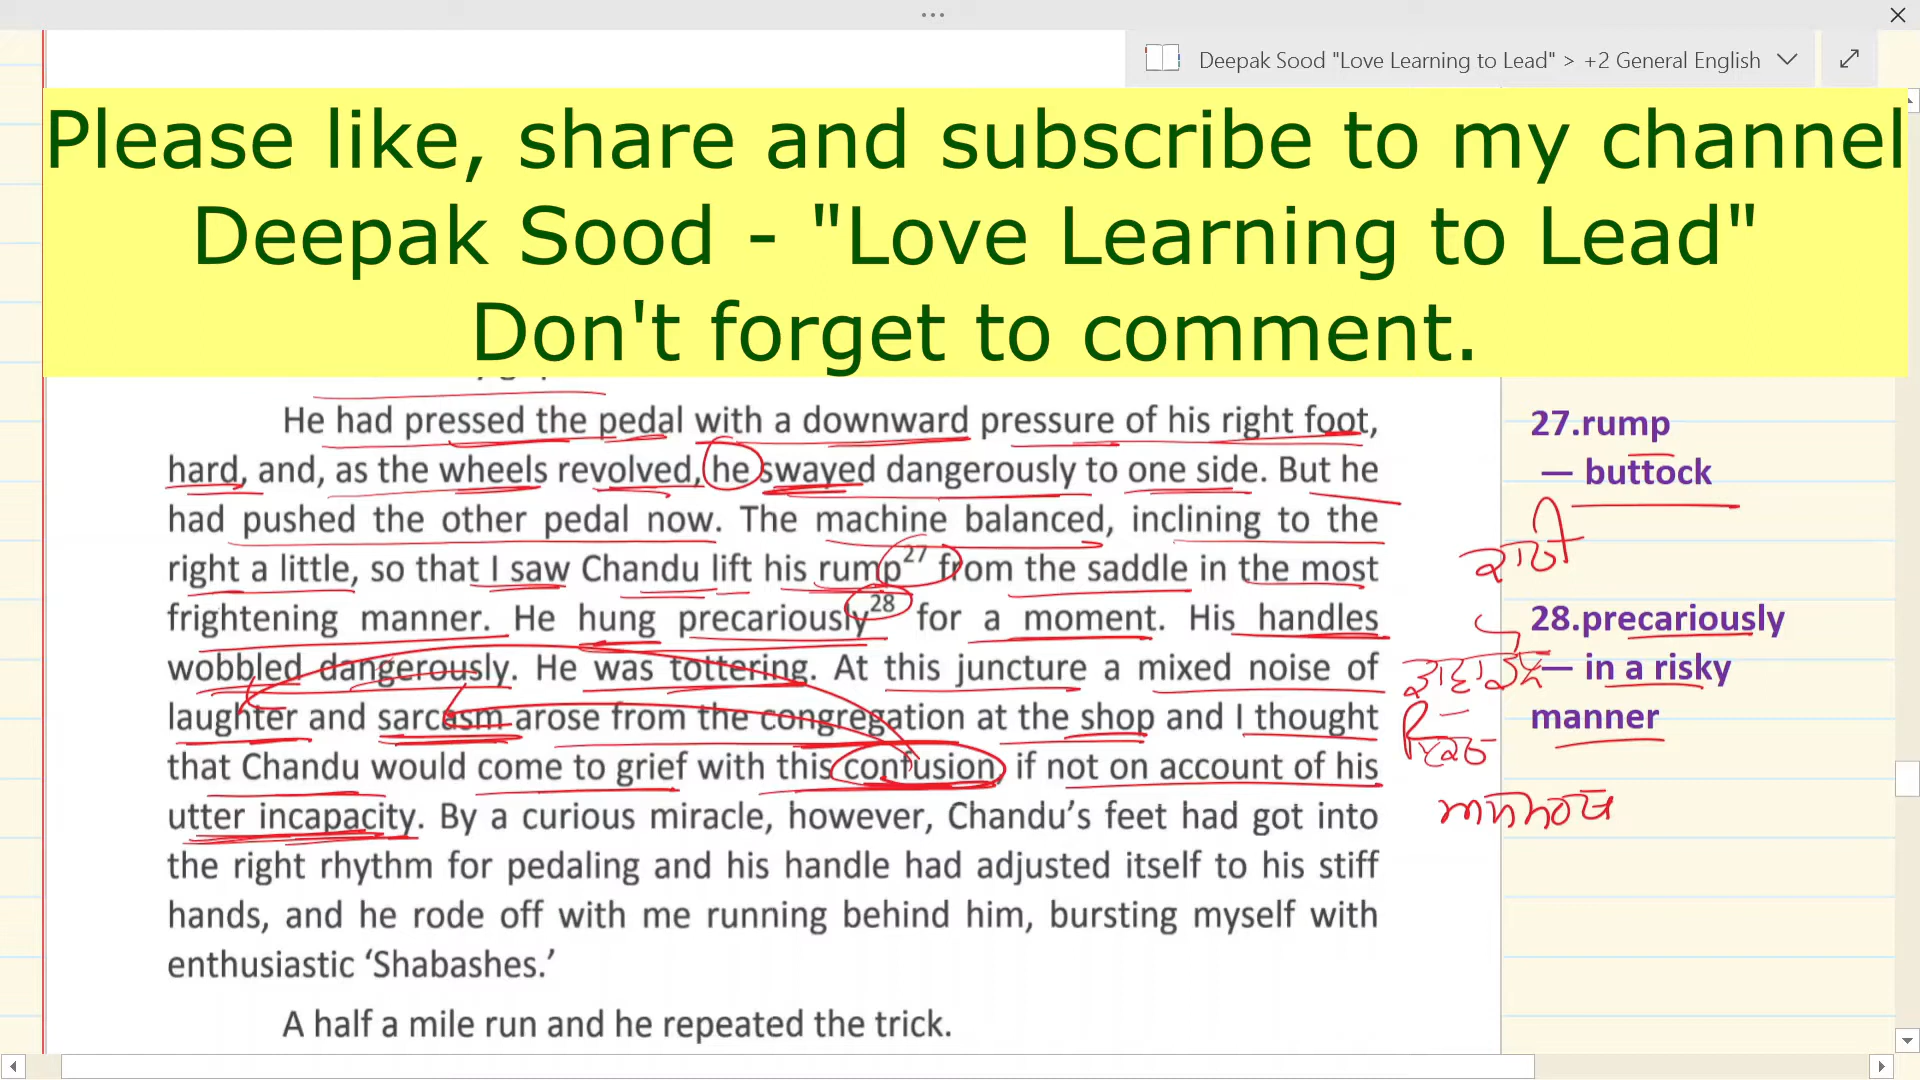 Deepak Sood "Love Learning to Lead" > +2 General English
Please like, share and subscribe to my channel
Deepak Sood - "Love Learning to Lead"
Don't forget to comment.
He had pressed the pedal with a downward pressure of his right foot,
hard, and, as the wheels revolved, he swayed dangerously to one side. But he
had pushed the other pedal now. The machine balanced, inclining to the
right a little, so that I saw Chandu lift his rump27 from the saddle in the most
frightening manner. He hung precariously28 for a moment. His handles
wobbled dangerously. He was tottering. At this juncture a mixed noise of
laughter and sarcasm arose from the congregation at the shop and I thought
that Chandu would come to grief with this confusion, if not on account of his
utter incapacity. By a curious miracle, however, Chandu's feet had got into
the right rhythm for pedaling and his handle had adjusted itself to his stiff
hands, and he rode off with me running behind him, bursting myself with
enthusiastic 'Shabashes.'
A half a mile run and he repeated the trick.
27.rump
— buttock
28.precariously
— in a risky
manner